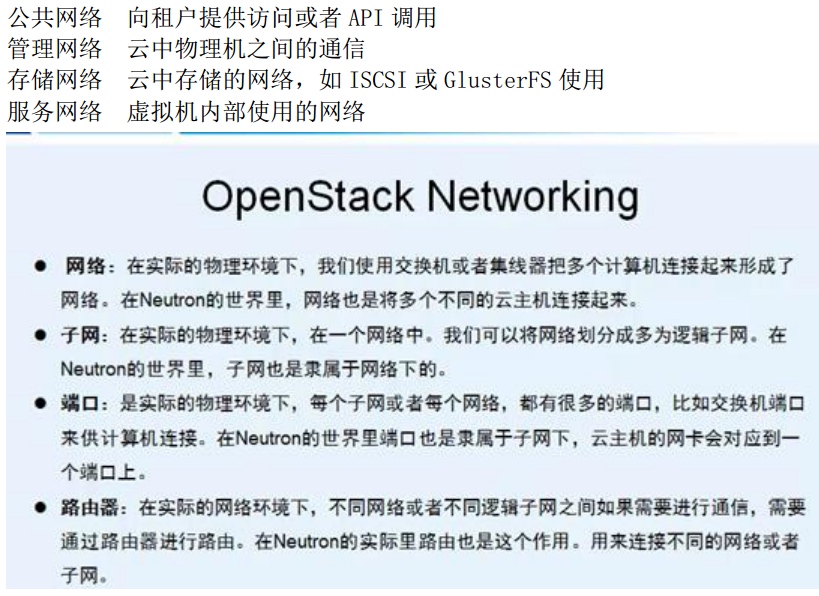 公共网络 向租户提供访问或者 API 调用
管理网络 云中物理机之间的通信
存储网络 云中存储的网络，如 ISCSI 或 GlusterFS 使用
服务网络 虚拟机内部使用的网络
OpenStack Networking
● 网络：在实际的物理环境下，我们使用交换机或者集线器把多个计算机连接起来形成了
网络。在Neutron的世界里，网络也是将多个不同的云主机连接起来。
● 子网：在实际的物理环境下，在一个网络中。我们可以将网络划分成多为逻辑子网。在
Neutron的世界里，子网也是隶属于网络下的。
● 端口：是实际的物理环境下，每个子网或者每个网络，都有很多的端口，比如交换机端口
来供计算机连接。在Neutron的世界里端口也是隶属于子网下，云主机的网卡会对应到一
个端口上。
● 路由器：在实际的网络环境下，不同网络或者不同逻辑子网之间如果需要进行通信，需要
通过路由器进行路由。在Neutron的实际里路由也是这个作用。用来连接不同的网络或者
子网。